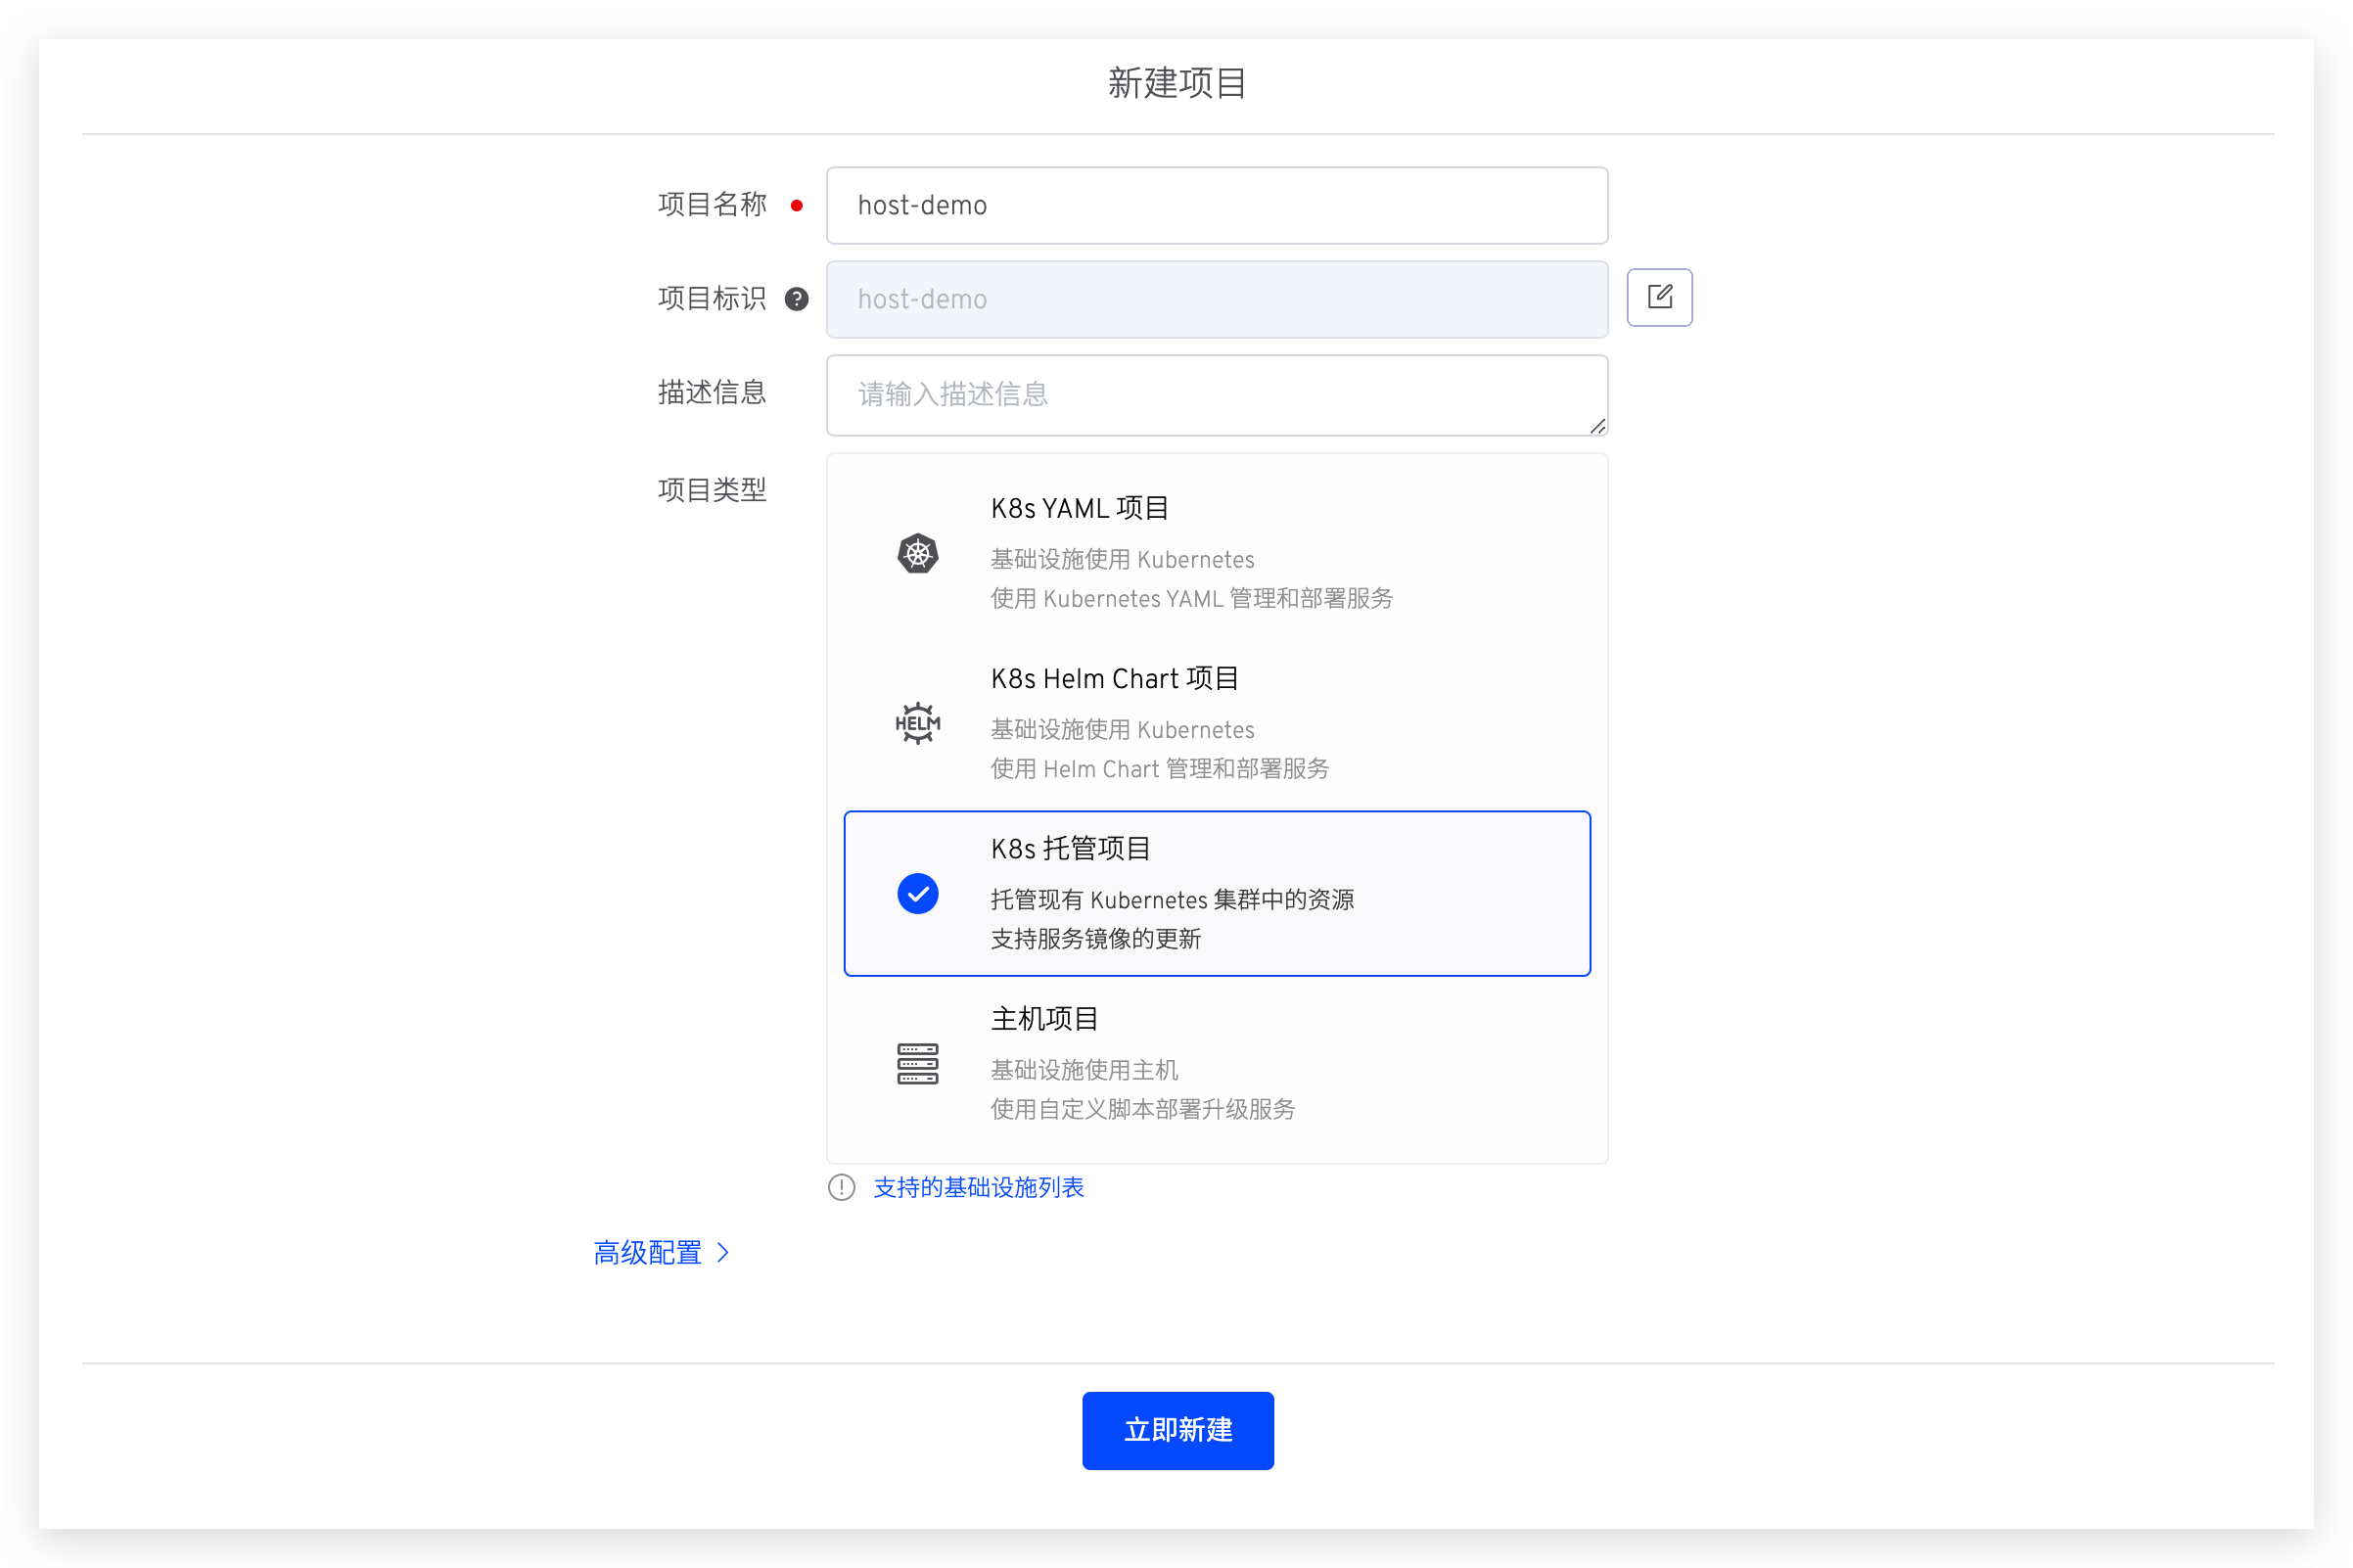 新建项目
项目名称
host-demo
项目标识
host-demo
描述信息
请输入描述信息
项目类型
K8s YAML 项目
基础设施使用 Kubernetes
使用 Kubernetes YAML 管理和部署服务
HELM
K8s Helm Chart 项目
基础设施使用 Kubernetes
使用 Helm Chart 管理和部署服务
K8s 托管项目
托管现有 Kubernetes 集群中的资源
支持服务镜像的更新
主机项目
基础设施使用主机
使用自定义脚本部署升级服务
支持的基础设施列表
高级配置
立即新建